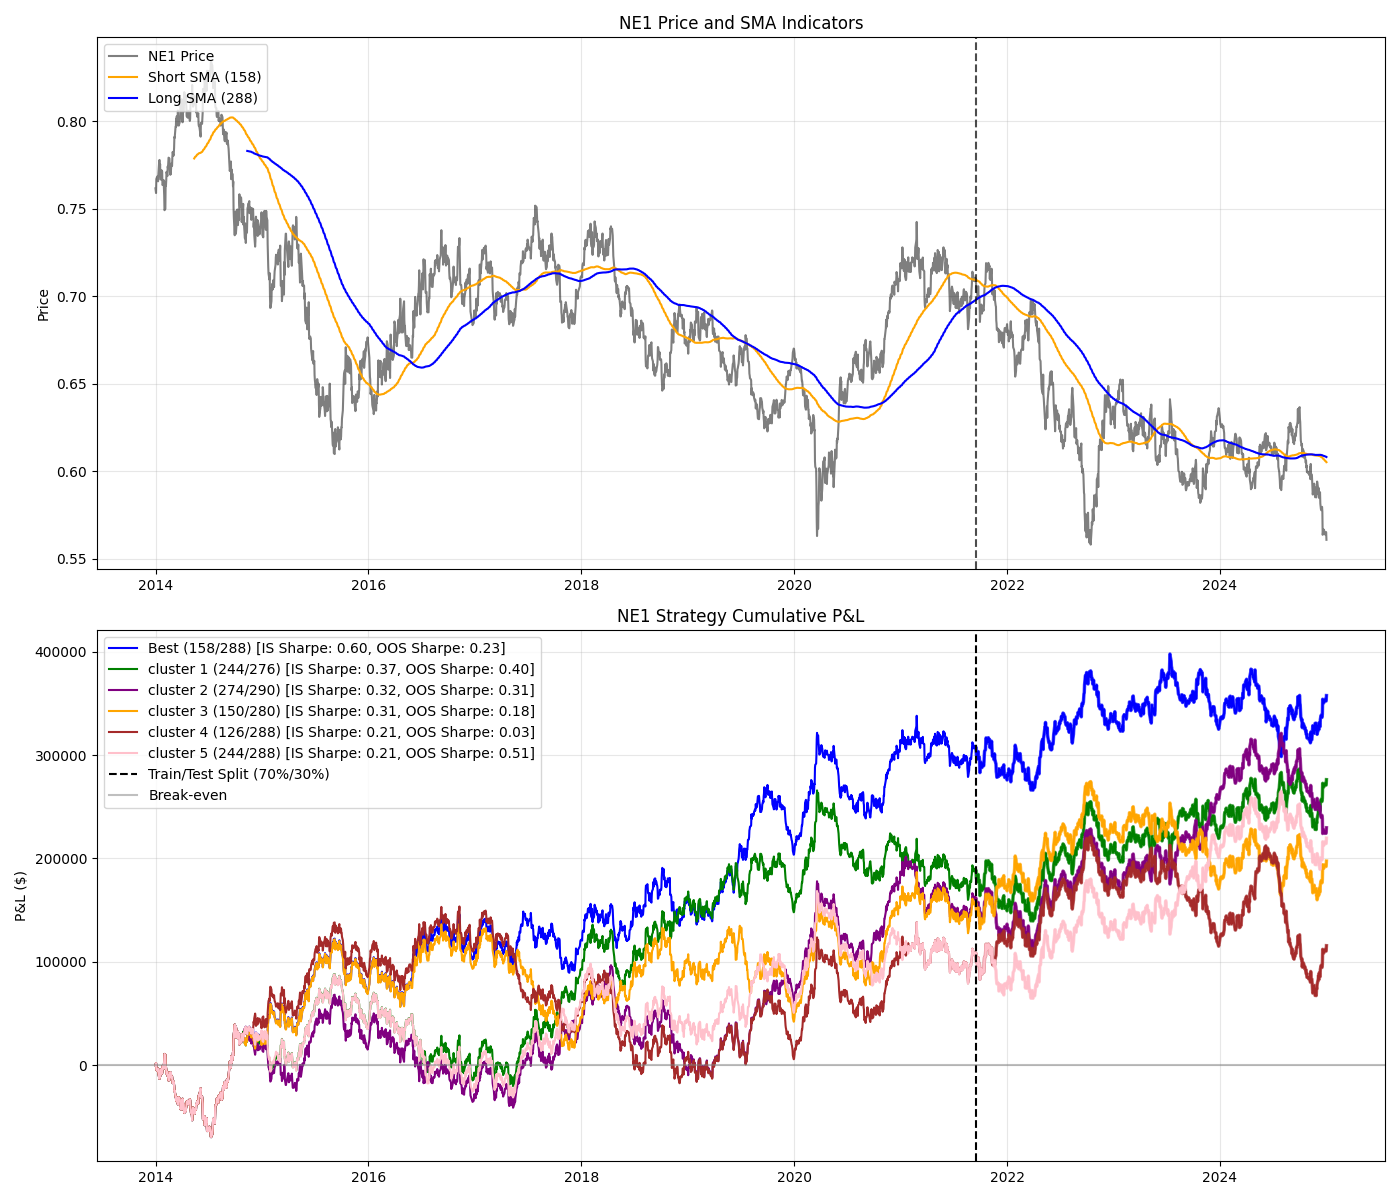 NE1 Price and SMA Indicators
NE1 Price
Short SMA (158)
Long SMA (288)
Price
0.80
0.75
0.70
0.65
0.60
0.55
2014
2016
2018
2020
2022
2024
NE1 Strategy Cumulative P&L
Best (158/288) [IS Sharpe: 0.60, OOS Sharpe: 0.23]
cluster 1 (244/276) [IS Sharpe: 0.37, OOS Sharpe: 0.40]
cluster 2 (274/290) [IS Sharpe: 0.32, OOS Sharpe: 0.31]
cluster 3 (150/280) [IS Sharpe: 0.31, OOS Sharpe: 0.18]
cluster 4 (126/288) [IS Sharpe: 0.21, OOS Sharpe: 0.03]
cluster 5 (244/288) [IS Sharpe: 0.21, OOS Sharpe: 0.51]
Train/Test Split (70%/30%)
Break-even
P&L ($)
400000
300000
200000
100000
0
2014
2016
2018
2020
2022
2024